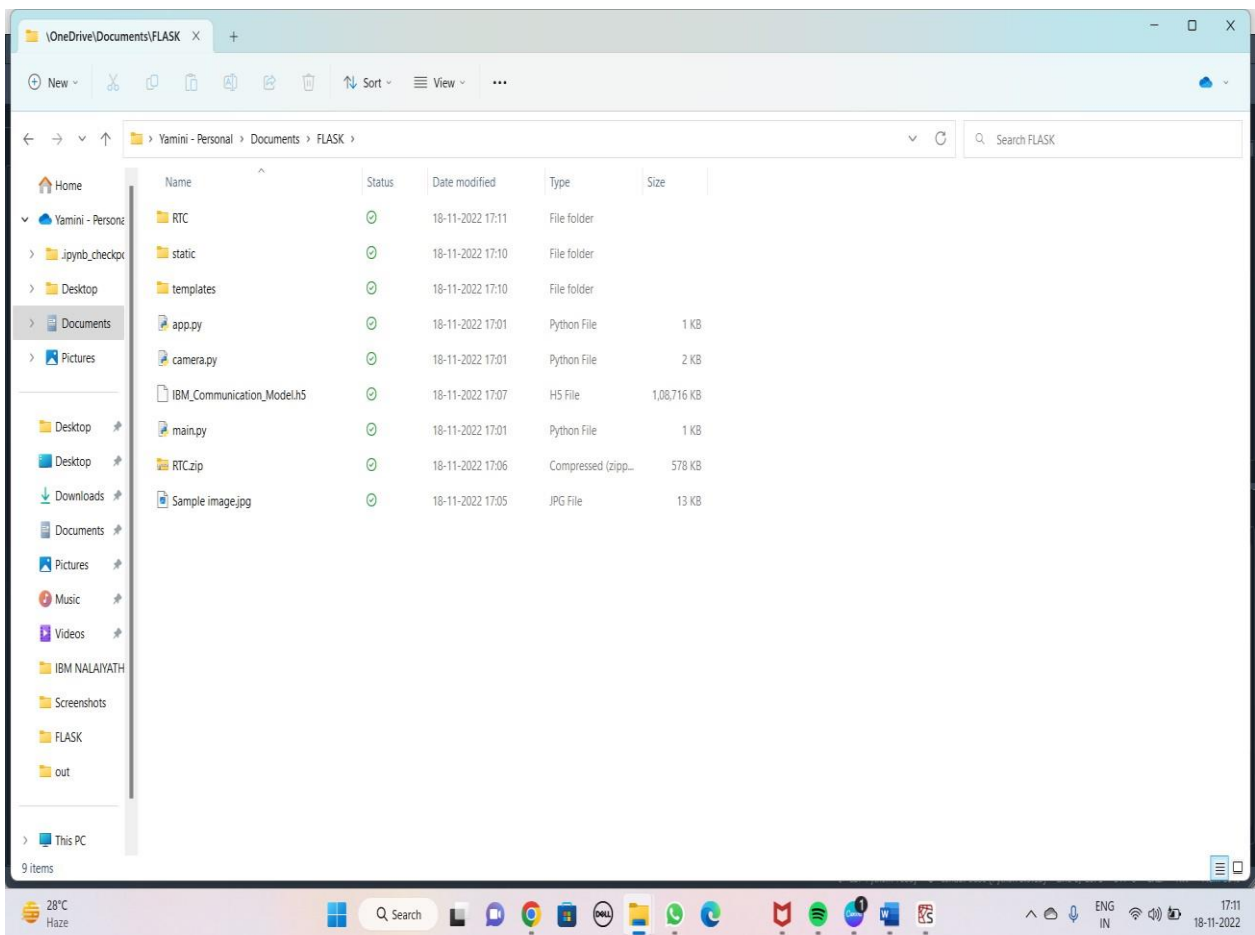 \OneDrive\Documents\FLASK
New
Sort
View
Yamini - Personal > Documents > FLASK >
Search FLASK
Name Status Date modified Type Size
RTC 18-11-2022 17:11 File folder
static 18-11-2022 17:10 File folder
templates 18-11-2022 17:10 File folder
app.py 18-11-2022 17:01 Python File 1 KB
camera.py 18-11-2022 17:01 Python File 2 KB
IBM_Communication_Model.h5 18-11-2022 17:07 H5 File 1,08,716 KB
main.py 18-11-2022 17:01 Python File 1 KB
RTC.zip 18-11-2022 17:06 Compressed (zipp... 578 KB
Sample image.jpg 18-11-2022 17:05 JPG File 13 KB
Home
Yamini - Persona
.ipynb_checkpo
Desktop
Documents
Pictures
Desktop
Desktop
Downloads
Documents
Pictures
Music
Videos
IBM NALAIYATH
Screenshots
FLASK
out
This PC
9 items
28°C
Haze
Search
DELL
1
ENG
IN
17:11
18-11-2022